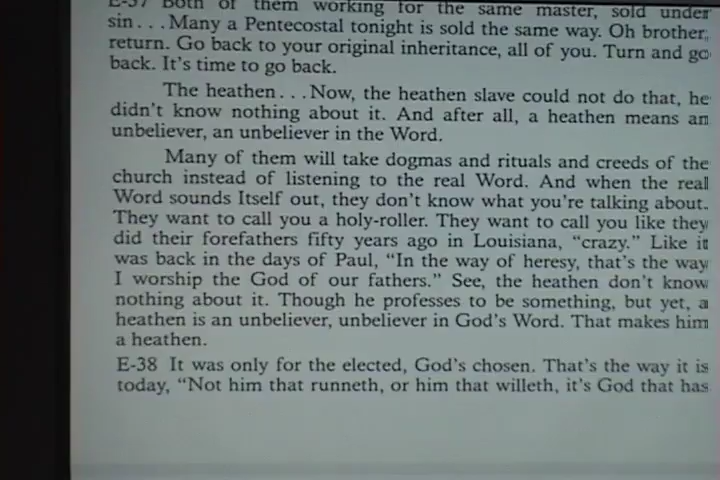 E-37 Both of them working for the same master, sold under
sin. . . Many a Pentecostal tonight is sold the same way. Oh brother,
return. Go back to your original inheritance, all of you. Turn and go
back. It's time to go back.
The heathen. . . Now, the heathen slave could not do that, he
didn't know nothing about it. And after all, a heathen means an
unbeliever, an unbeliever in the Word.
Many of them will take dogmas and rituals and creeds of the
church instead of listening to the real Word. And when the real
Word sounds Itself out, they don't know what you're talking about.
They want to call you a holy-roller. They want to call you like they
did their forefathers fifty years ago in Louisiana, "crazy." Like it
was back in the days of Paul, "In the way of heresy, that's the way
I worship the God of our fathers." See, the heathen don't know
nothing about it. Though he professes to be something, but yet, a
heathen is an unbeliever, unbeliever in God's Word. That makes him
a heathen.
E-38 It was only for the elected, God's chosen. That's the way it is
today, "Not him that runneth, or him that willeth, it's God that has